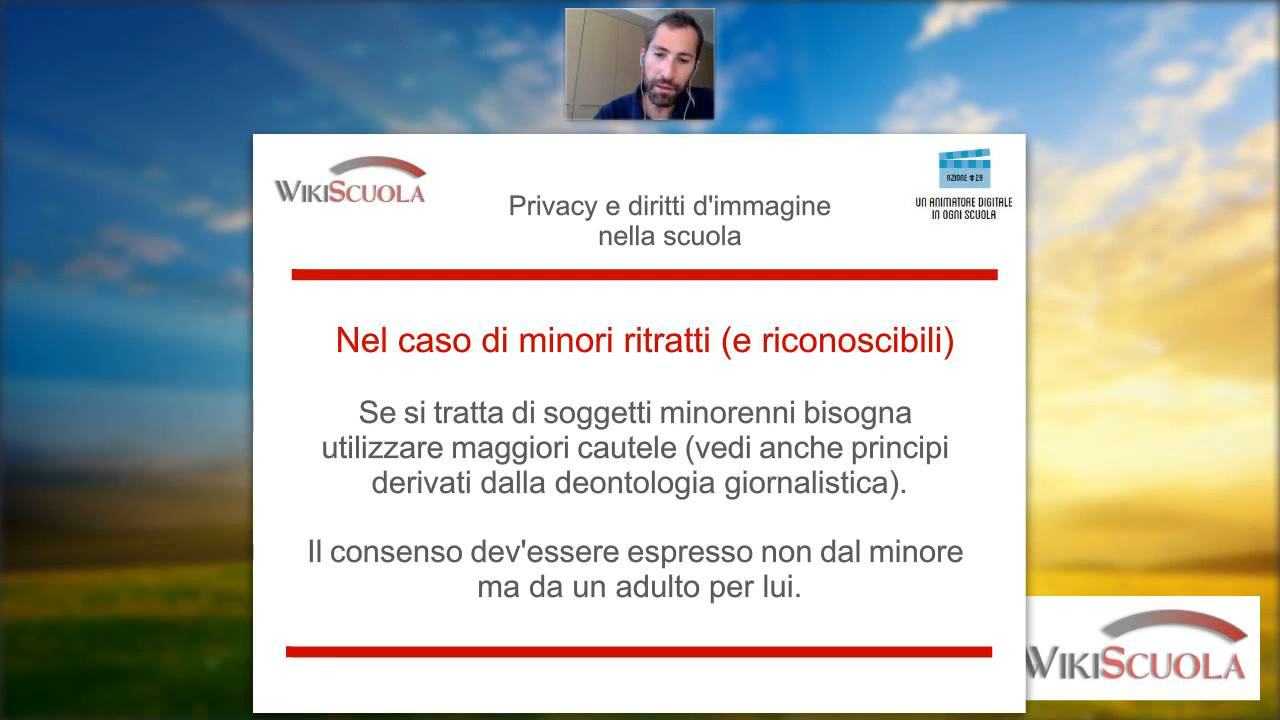 WIKISCUOLA
AZIONE #28
UN ANIMATORE DIGITALE
IN OGNI SCUOLA
Privacy e diritti d'immagine
nella scuola
Nel caso di minori ritratti (e riconoscibili)
Se si tratta di soggetti minorenni bisogna
utilizzare maggiori cautele (vedi anche principi
derivati dalla deontologia giornalistica).
Il consenso dev'essere espresso non dal minore
ma da un adulto per lui.
WIKISCUOLA